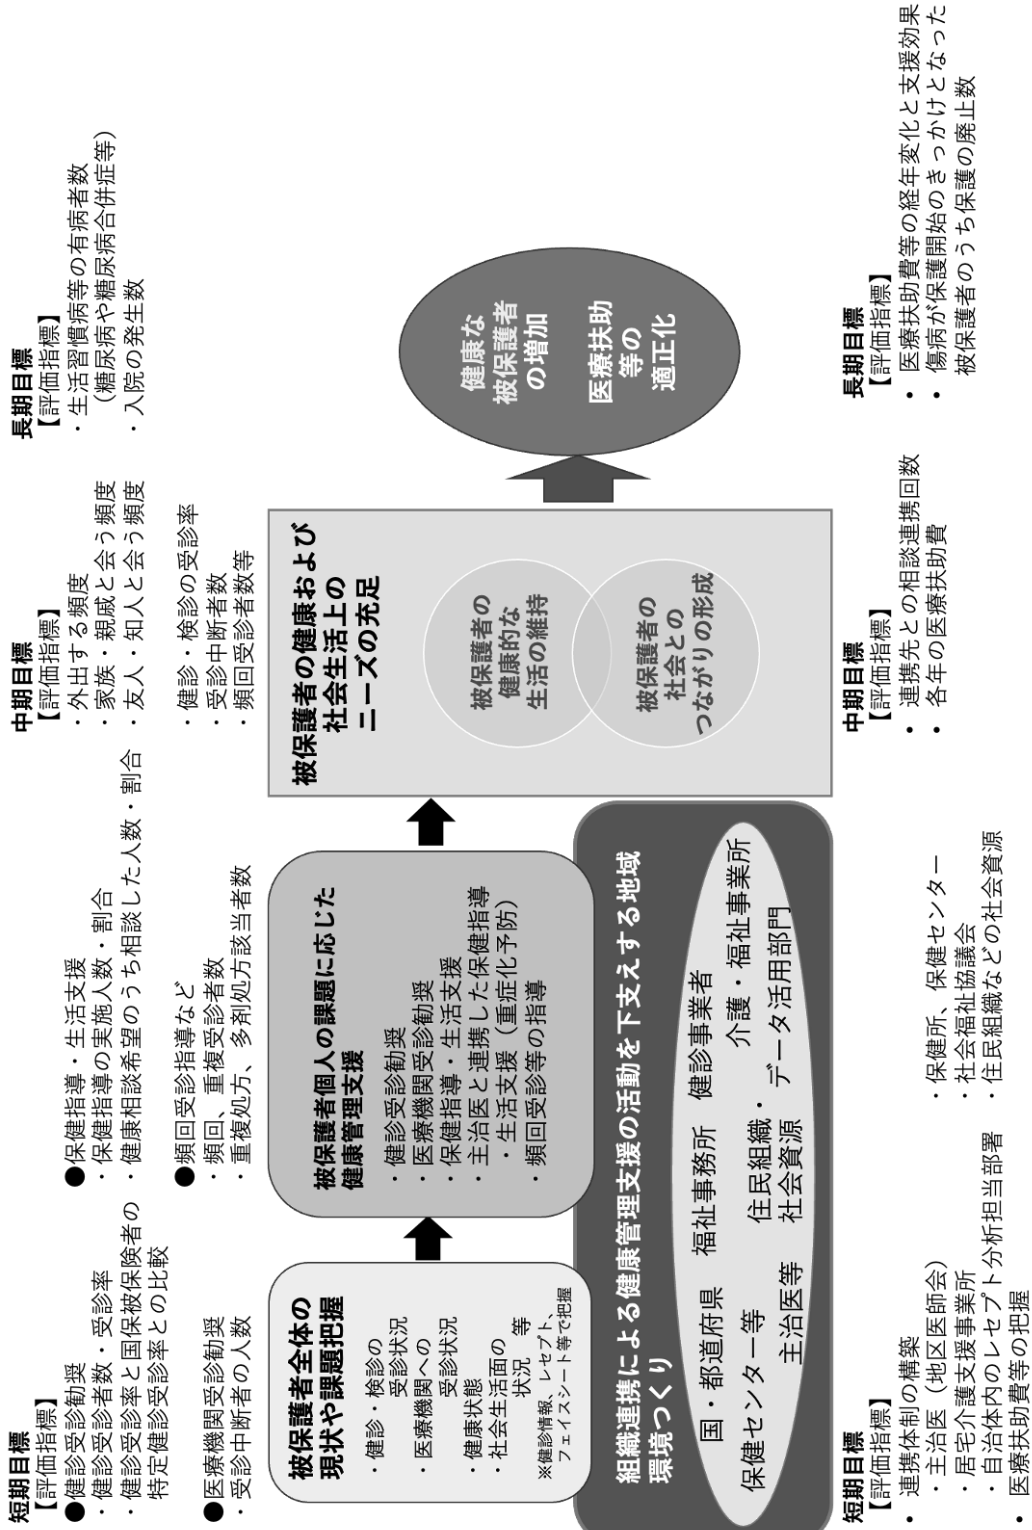 短期目標
【評価指標】
●健診受診勧奨
・健診受診者数・受診率
・健診受診率と国保被保険者の
特定健診受診率との比較
●医療機関受診勧奨
・受診中断者の人数
●保健指導・生活支援
・保健指導の実施人数・割合
・健康相談希望のうち相談した人数・割合
●頻回受診指導など
・頻回、重複受診者数
・重複処方、多剤処方該当者数
中期目標
【評価指標】
・外出する頻度
・家族・親戚と会う頻度
・友人・知人と会う頻度
・健診・検診の受診率
・受診中断者数
・頻回受診者数等
長期目標
【評価指標】
・生活習慣病等の有病者数
(糖尿病や糖尿病合併症等)
・入院の発生数
被保護者全体の
現状や課題把握
・健診・検診の
受診状況
・医療機関への
受診状況
・健康状態
・社会生活面の
状況 等
※健診情報、レセプト、
フェイスシート等で把握
被保護者個人の課題に応じた
健康管理支援
・健診受診勧奨
・医療機関受診勧奨
・保健指導・生活支援
・主治医と連携した保健指導
・生活支援(重症化予防)
・頻回受診等の指導
被保護者の健康および
社会生活上の
ニーズの充足
被保護者の
健康的な
生活の維持
被保護者の
社会との
つながりの形成
健康な
被保護者
の増加
医療扶助
等の
適正化
組織連携による健康管理支援の活動を下支えする地域
環境つくり
国・都道府県 福祉事務所 健診事業者
保健センター等 住民組織・ 介護・福祉事業所
主治医等 社会資源 データ活用部門
短期目標
【評価指標】
・ 連携体制の構築
・主治医(地区医師会)
・居宅介護支援事業所
・自治体内のレセプト分析担当部署
・ 医療扶助費等の把握
・保健所、保健センター
・社会福祉協議会
・住民組織などの社会資源
中期目標
【評価指標】
・ 連携先との相談連携回数
・ 各年の医療扶助費
長期目標
【評価指標】
・ 医療扶助費等の経年変化と支援効果
・ 傷病が保護開始のきっかけとなった
被保護者のうち保護の廃止数